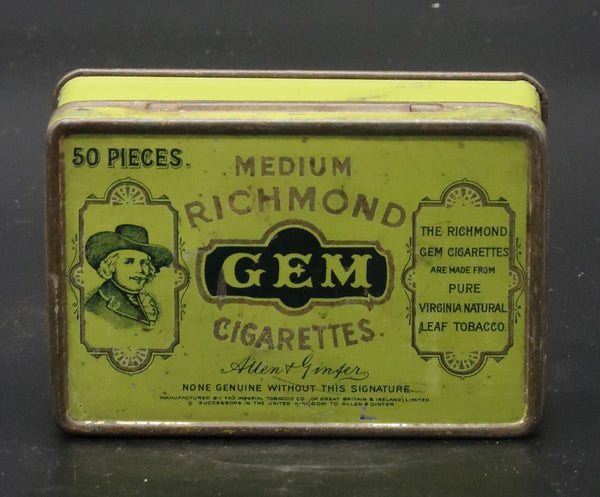 50 PIECES.
MEDIUM
RICHMOND
GEM
CIGARETTES.
THE RICHMOND
GEM CIGARETTES
ARE MADE FROM
PURE
VIRGINIA NATURAL
LEAF TOBACCO.
Allen & Ginter
NONE GENUINE WITHOUT THIS SIGNATURE.
MANUFACTURED BY THE IMPERIAL TOBACCO CO. (OF GREAT BRITAIN & IRELAND), LIMITED.
SUCCESSORS IN THE UNITED KINGDOM TO ALLEN & GINTER